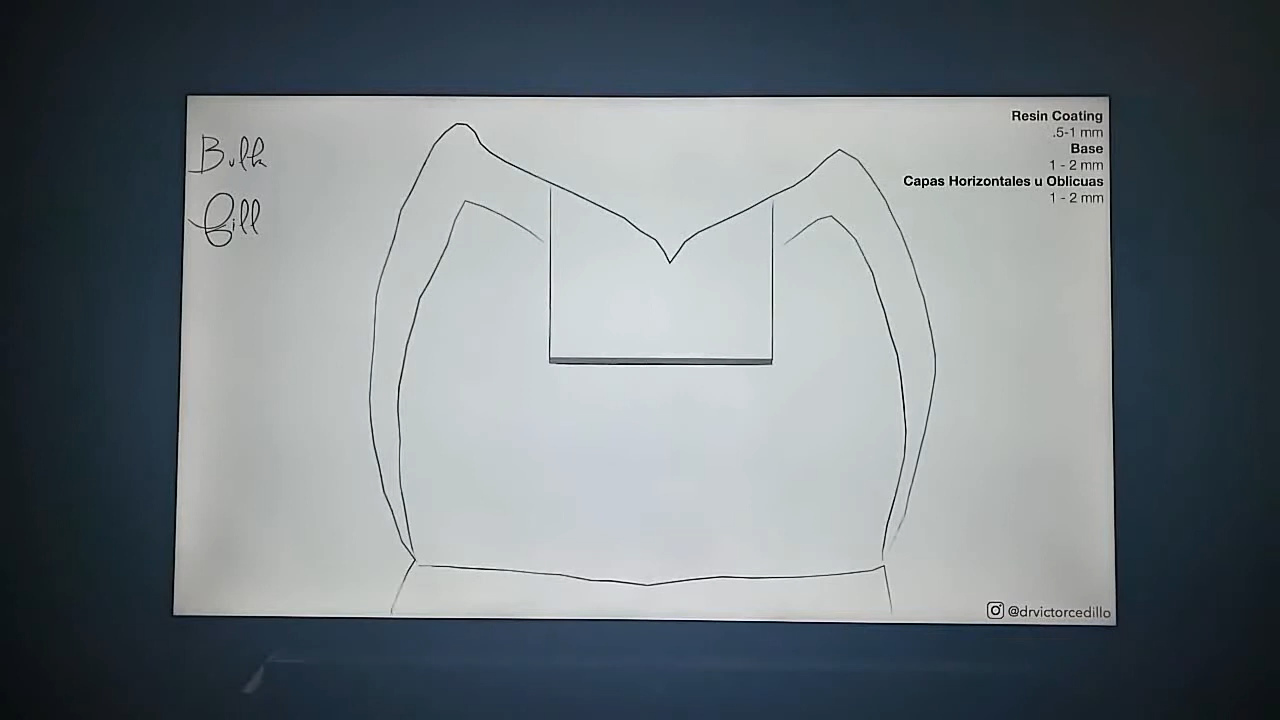 Bulk
Fill
Resin Coating
.5-1 mm
Base
1 - 2 mm
Capas Horizontales u Oblicuas
1 - 2 mm
@drvictorcedillo